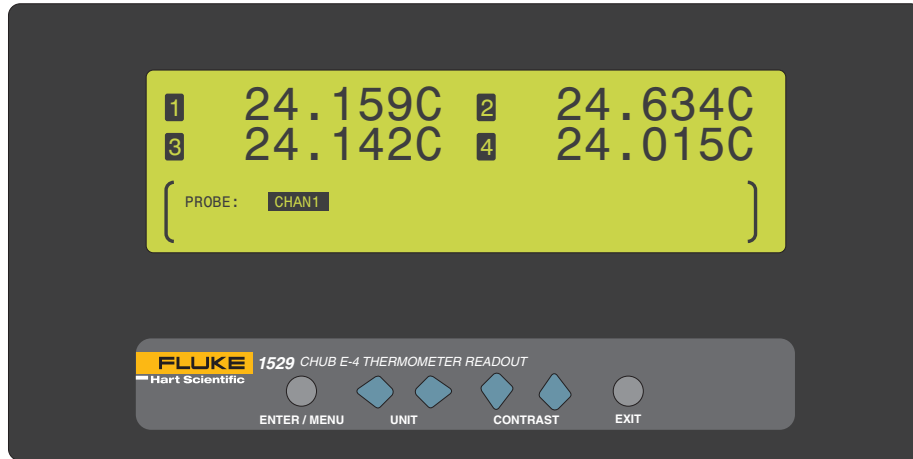 1 24.159C 2 24.634C
3 24.142C 4 24.015C
PROBE: CHAN1
FLUKE 1529 CHUB E-4 THERMOMETER READOUT
Hart Scientific
ENTER / MENU UNIT CONTRAST EXIT